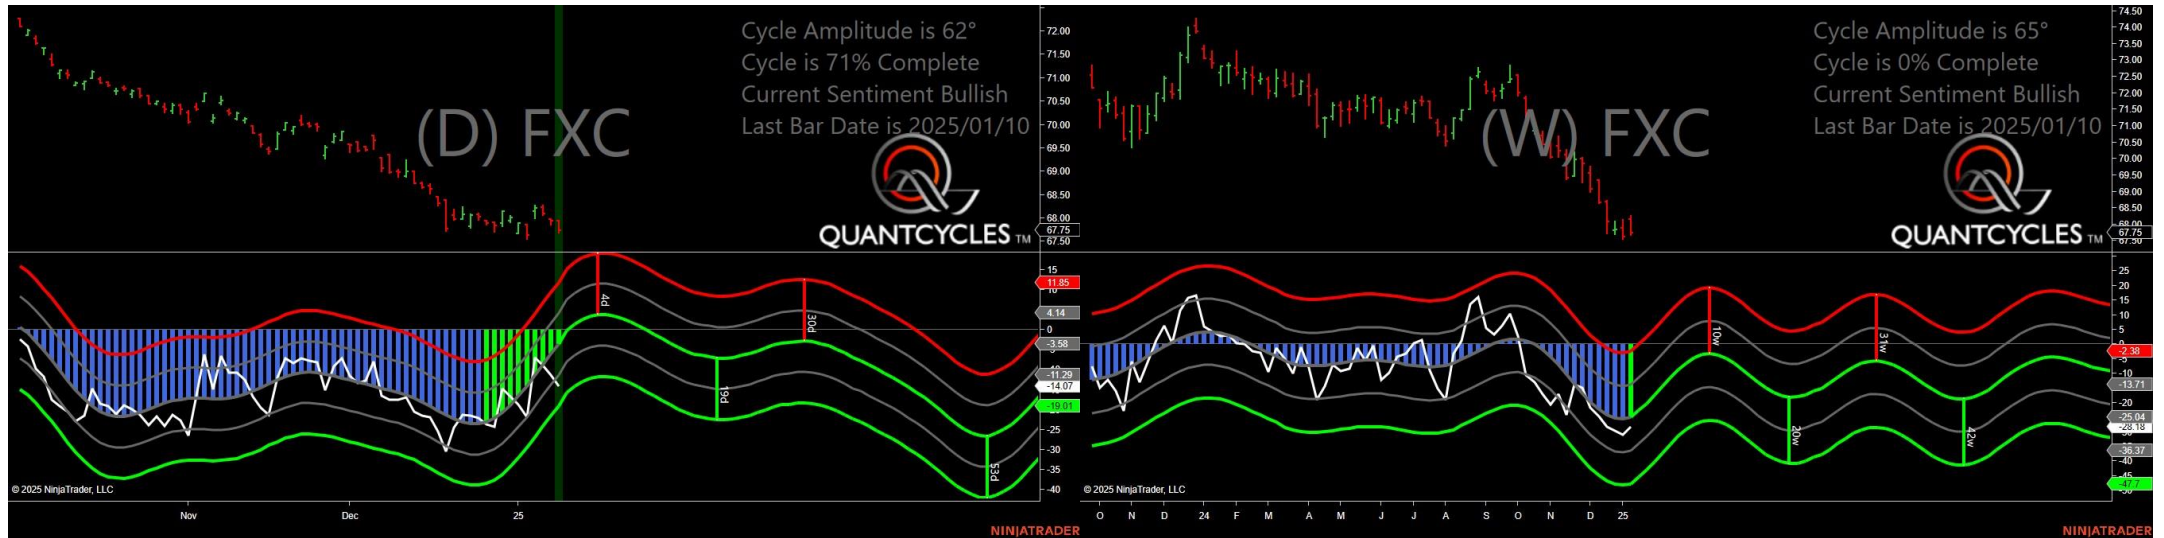 Cycle Amplitude is 62°
Cycle is 71% Complete
Current Sentiment Bullish
Last Bar Date is 2025/01/10
(D) FXC
QUANTCYCLES TM
72.00
71.50
71.00
70.50
70.00
69.50
69.00
68.50
68.00
67.75
67.50
15
11.85
10
4.14
0
-3.58
-11.29
-14.07
-19.01
-25
-30
-35
-40
4d
19d
30d
53d
© 2025 NinjaTrader, LLC
Nov
Dec
25
NINJATRADER
Cycle Amplitude is 65°
Cycle is 0% Complete
Current Sentiment Bullish
Last Bar Date is 2025/01/10
(W) FXC
QUANTCYCLES TM
74.50
74.00
73.50
73.00
72.50
72.00
71.50
71.00
70.50
70.00
69.50
69.00
68.50
68.00
67.75
67.50
25
20
15
10
5
0
-2.38
-5
-10
-13.71
-20
-25.04
-28.18
-36.37
-40
-47.7
10w
20w
31w
42w
© 2025 NinjaTrader, LLC
O N D 24 F M A M J J A S O N D 25
NINJATRADER